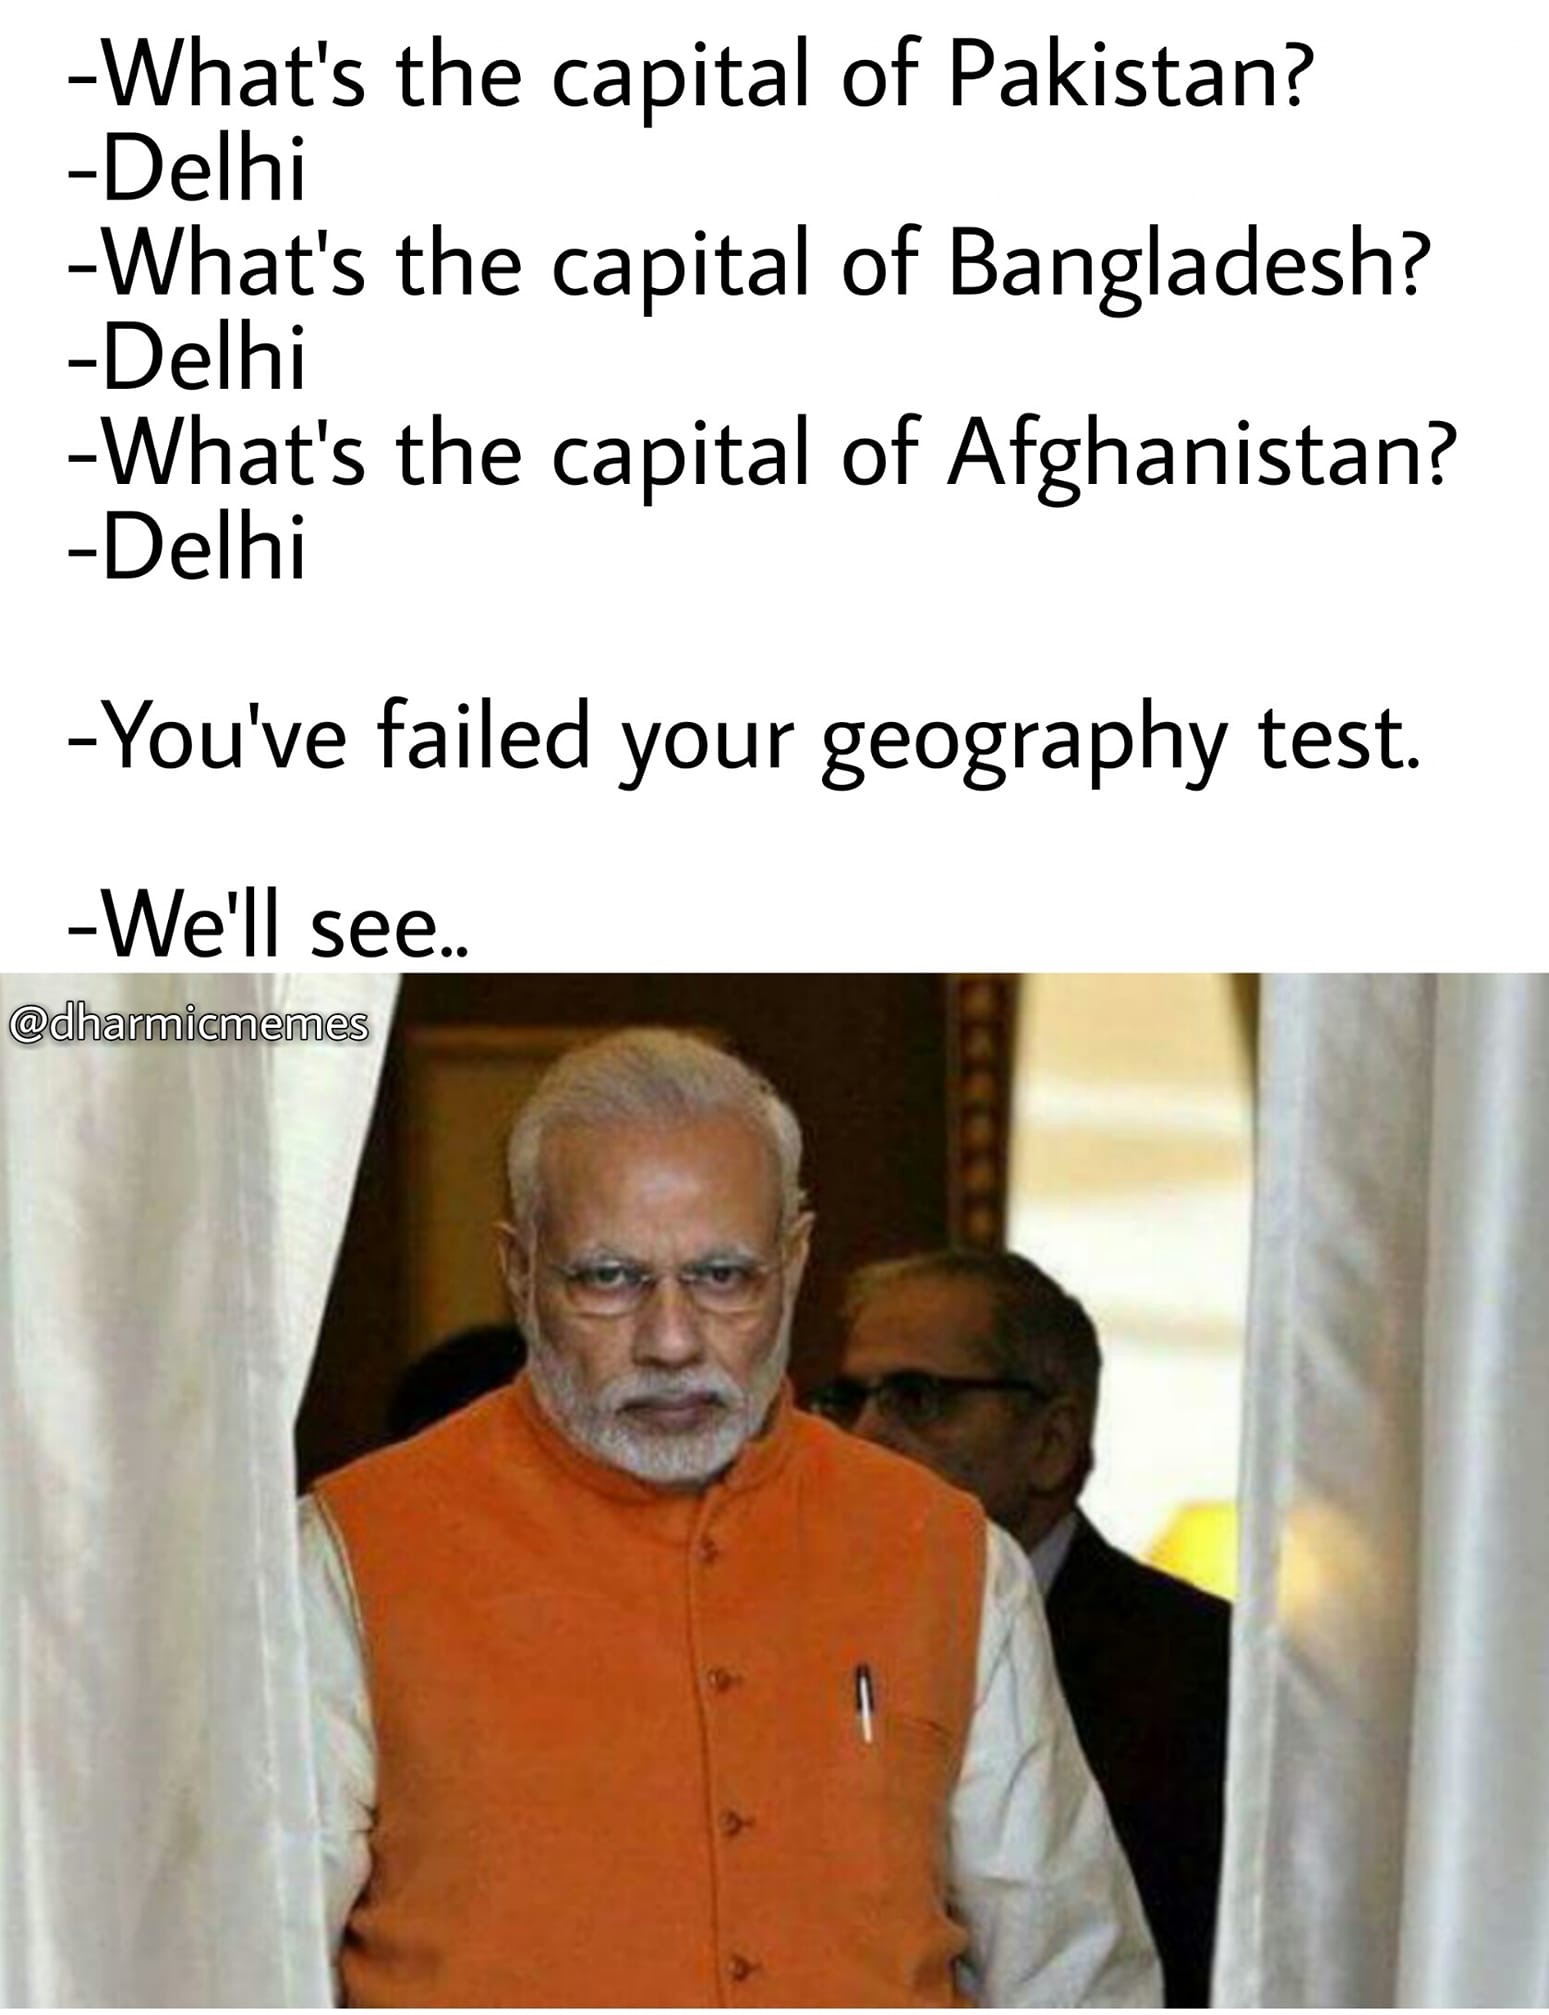 -What's the capital of Pakistan?
-Delhi
-What's the capital of Bangladesh?
-Delhi
-What's the capital of Afghanistan?
-Delhi
-You've failed your geography test.
-We'll see..
@dharmicmemes